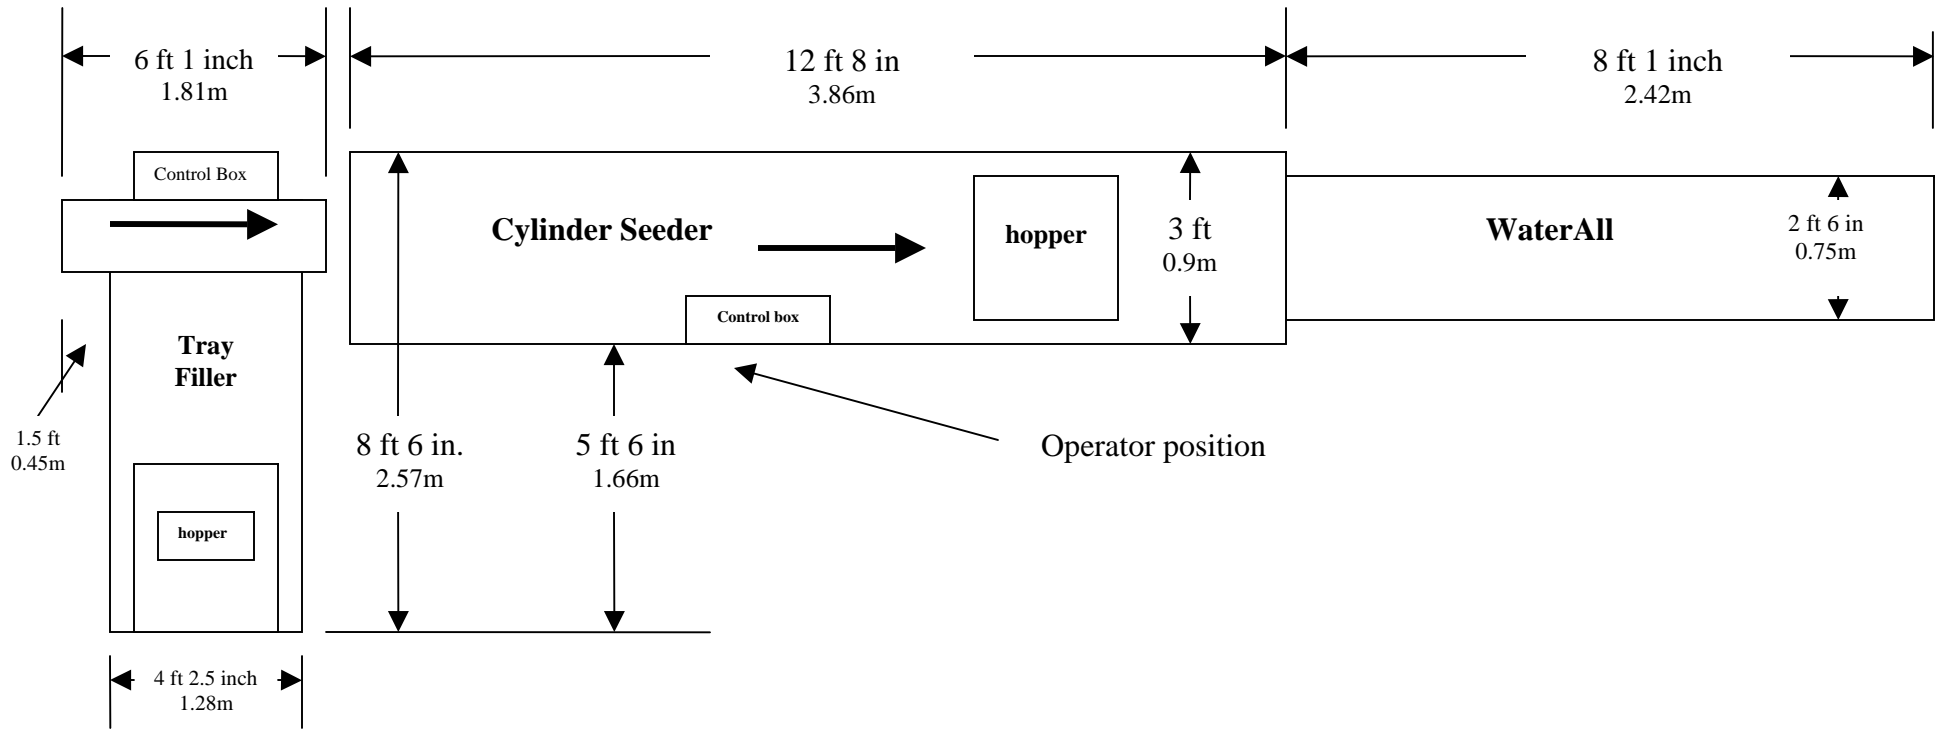 6 ft 1 inch
1.81m
12 ft 8 in
3.86m
8 ft 1 inch
2.42m
Control Box
Cylinder Seeder
hopper
3 ft
0.9m
WaterAll
2 ft 6 in
0.75m
Control box
Tray
Filler
1.5 ft
0.45m
8 ft 6 in.
2.57m
5 ft 6 in
1.66m
Operator position
hopper
4 ft 2.5 inch
1.28m